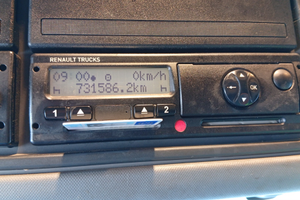 RENAULT TRUCKS
09:00 0km/h
731586.2km
1 2
OK